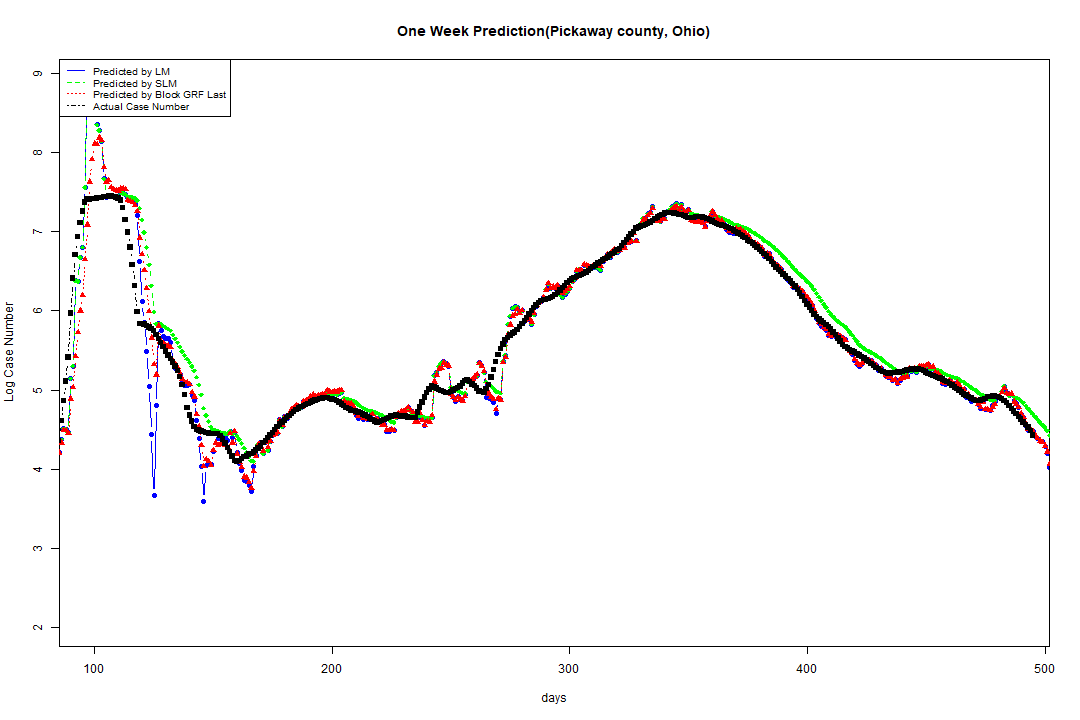 One Week Prediction(Pickaway county, Ohio)
Predicted by LM
Predicted by SLM
Predicted by Block GRF Last
Actual Case Number
Log Case Number
9
8
7
6
5
4
3
2
100 200 300 400 500
days